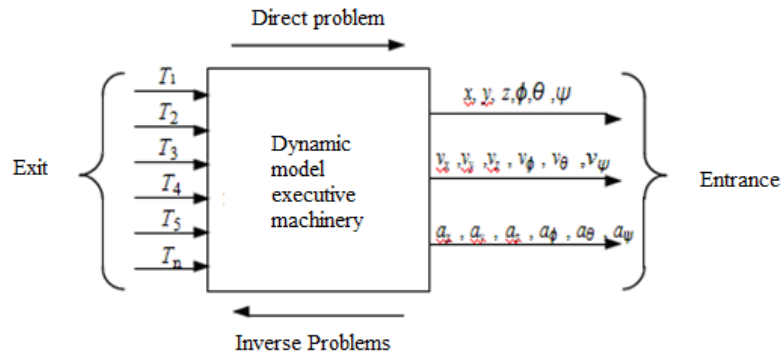 Direct problem
Exit
T1
T2
T3
T4
T5
Tn
Dynamic
model
executive
machinery
x, y, z,ϕ,θ ,ψ
vx ,vy ,vz , vϕ , vθ ,vψ
ax , ay , az , aϕ , aθ , aψ
Entrance
Inverse Problems